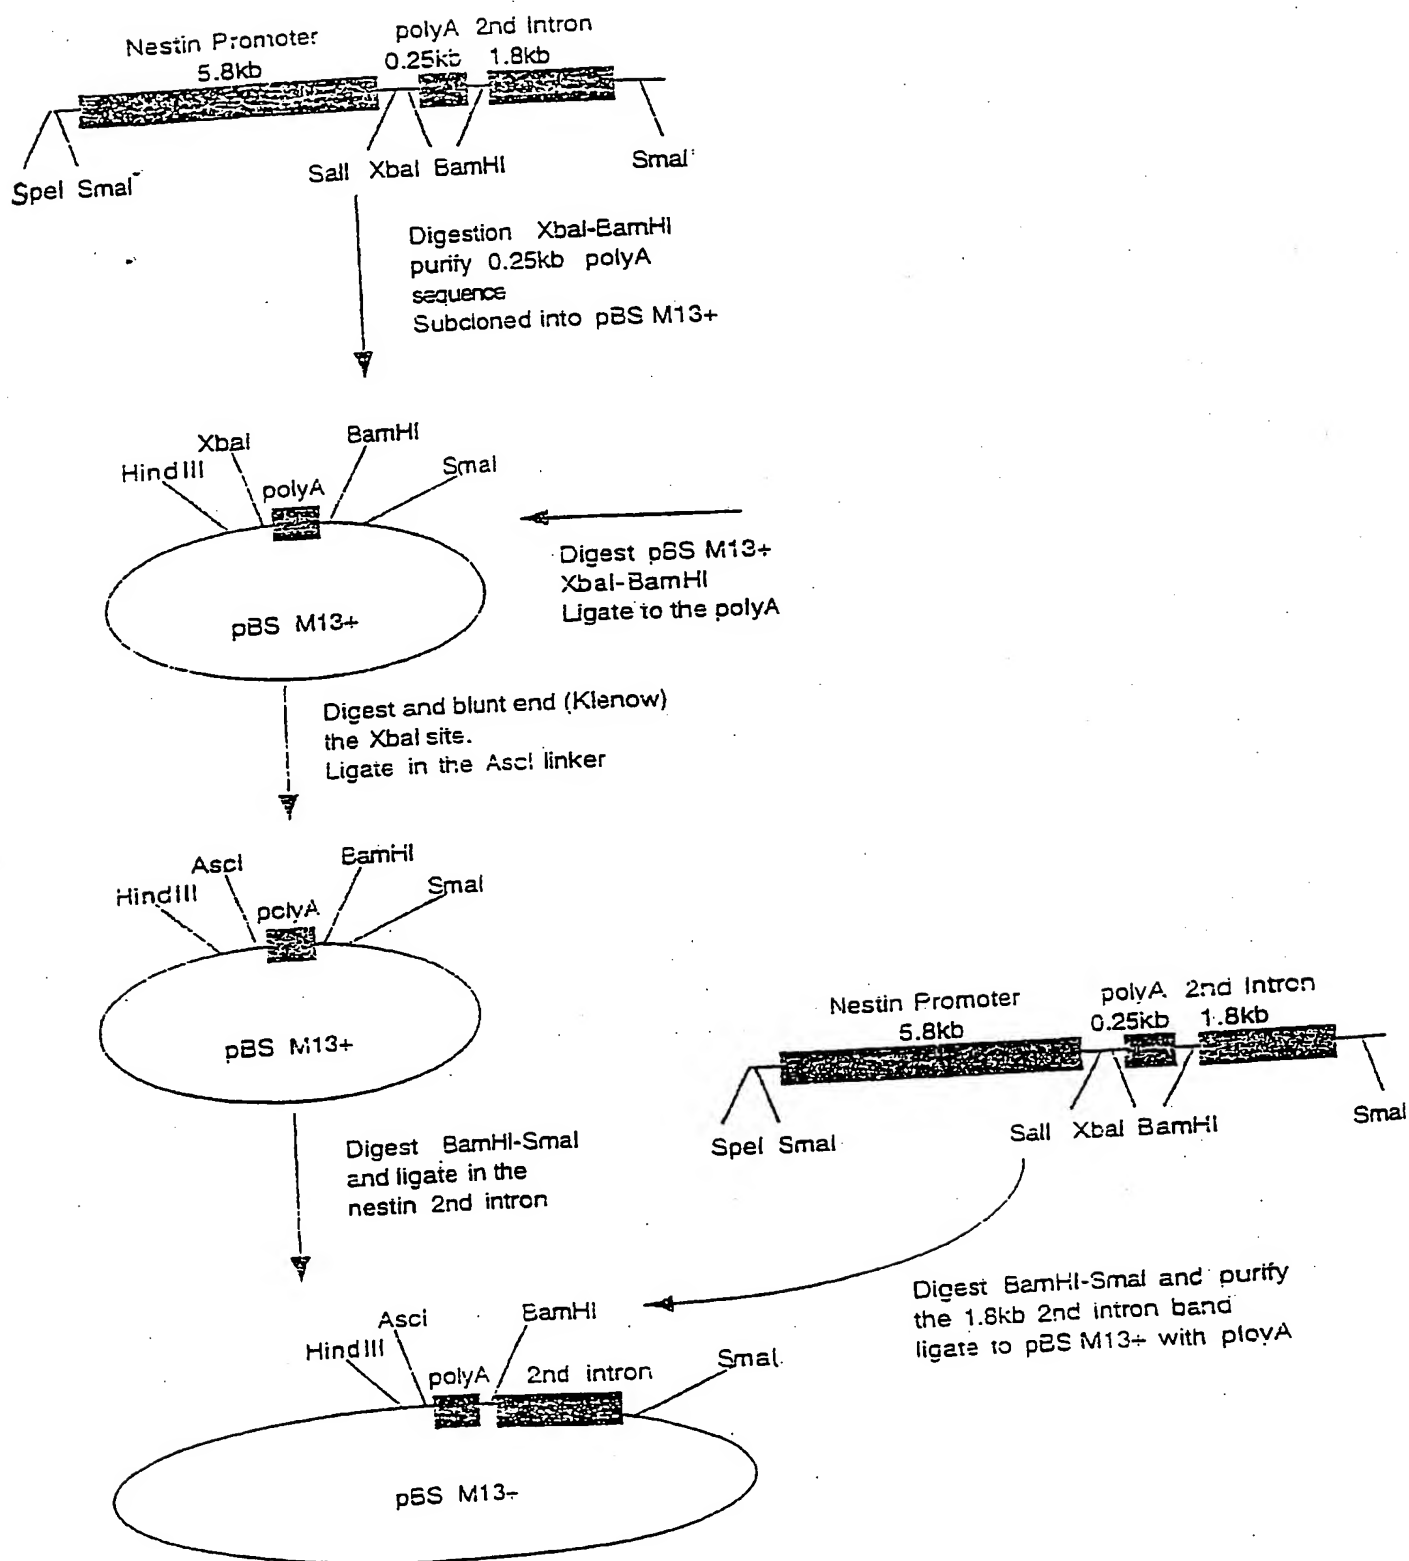 Nestin Promoter
5.8kb
polyA 2nd Intron
0.25kb 1.8kb
SpeI SmaI
SalI XbaI BamHI
SmaI
Digestion XbaI-BamHI
purify 0.25kb polyA
sequence
Subcloned into pBS M13+
HindIII
XbaI
polyA
BamHI
SmaI
pBS M13+
Digest pBS M13+
XbaI-BamHI
Ligate to the polyA
Digest and blunt end (Klenow)
the XbaI site.
Ligate in the AscI linker
HindIII
AscI
polyA
BamHI
SmaI
pBS M13+
Nestin Promoter
5.8kb
polyA 2nd Intron
0.25kb 1.8kb
SpeI SmaI
SalI XbaI BamHI
SmaI
Digest BamHI-SmaI
and ligate in the
nestin 2nd intron
Digest BamHI-SmaI and purify
the 1.8kb 2nd intron band
ligate to pBS M13+ with ployA
HindIII
AscI
polyA
BamHI
2nd intron
SmaI
pBS M13+